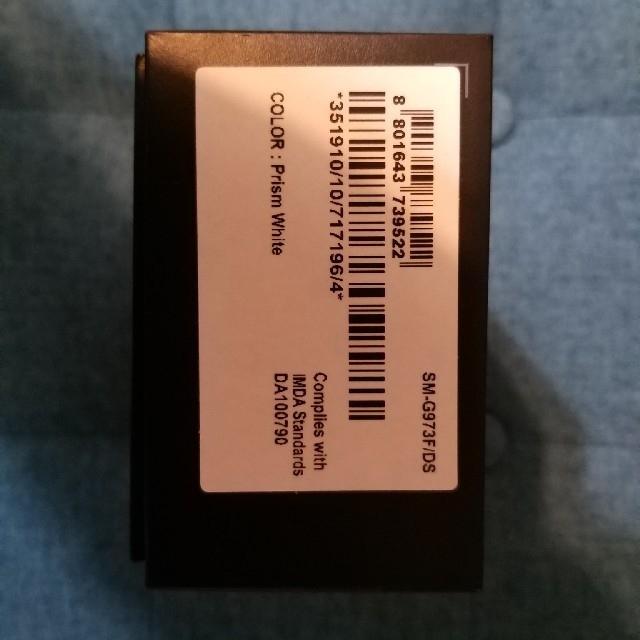 8 801643 739522
SM-G973F/DS
*351910/10/717196/4*
COLOR : Prism White
Complies with
IMDA Standards
DA100790